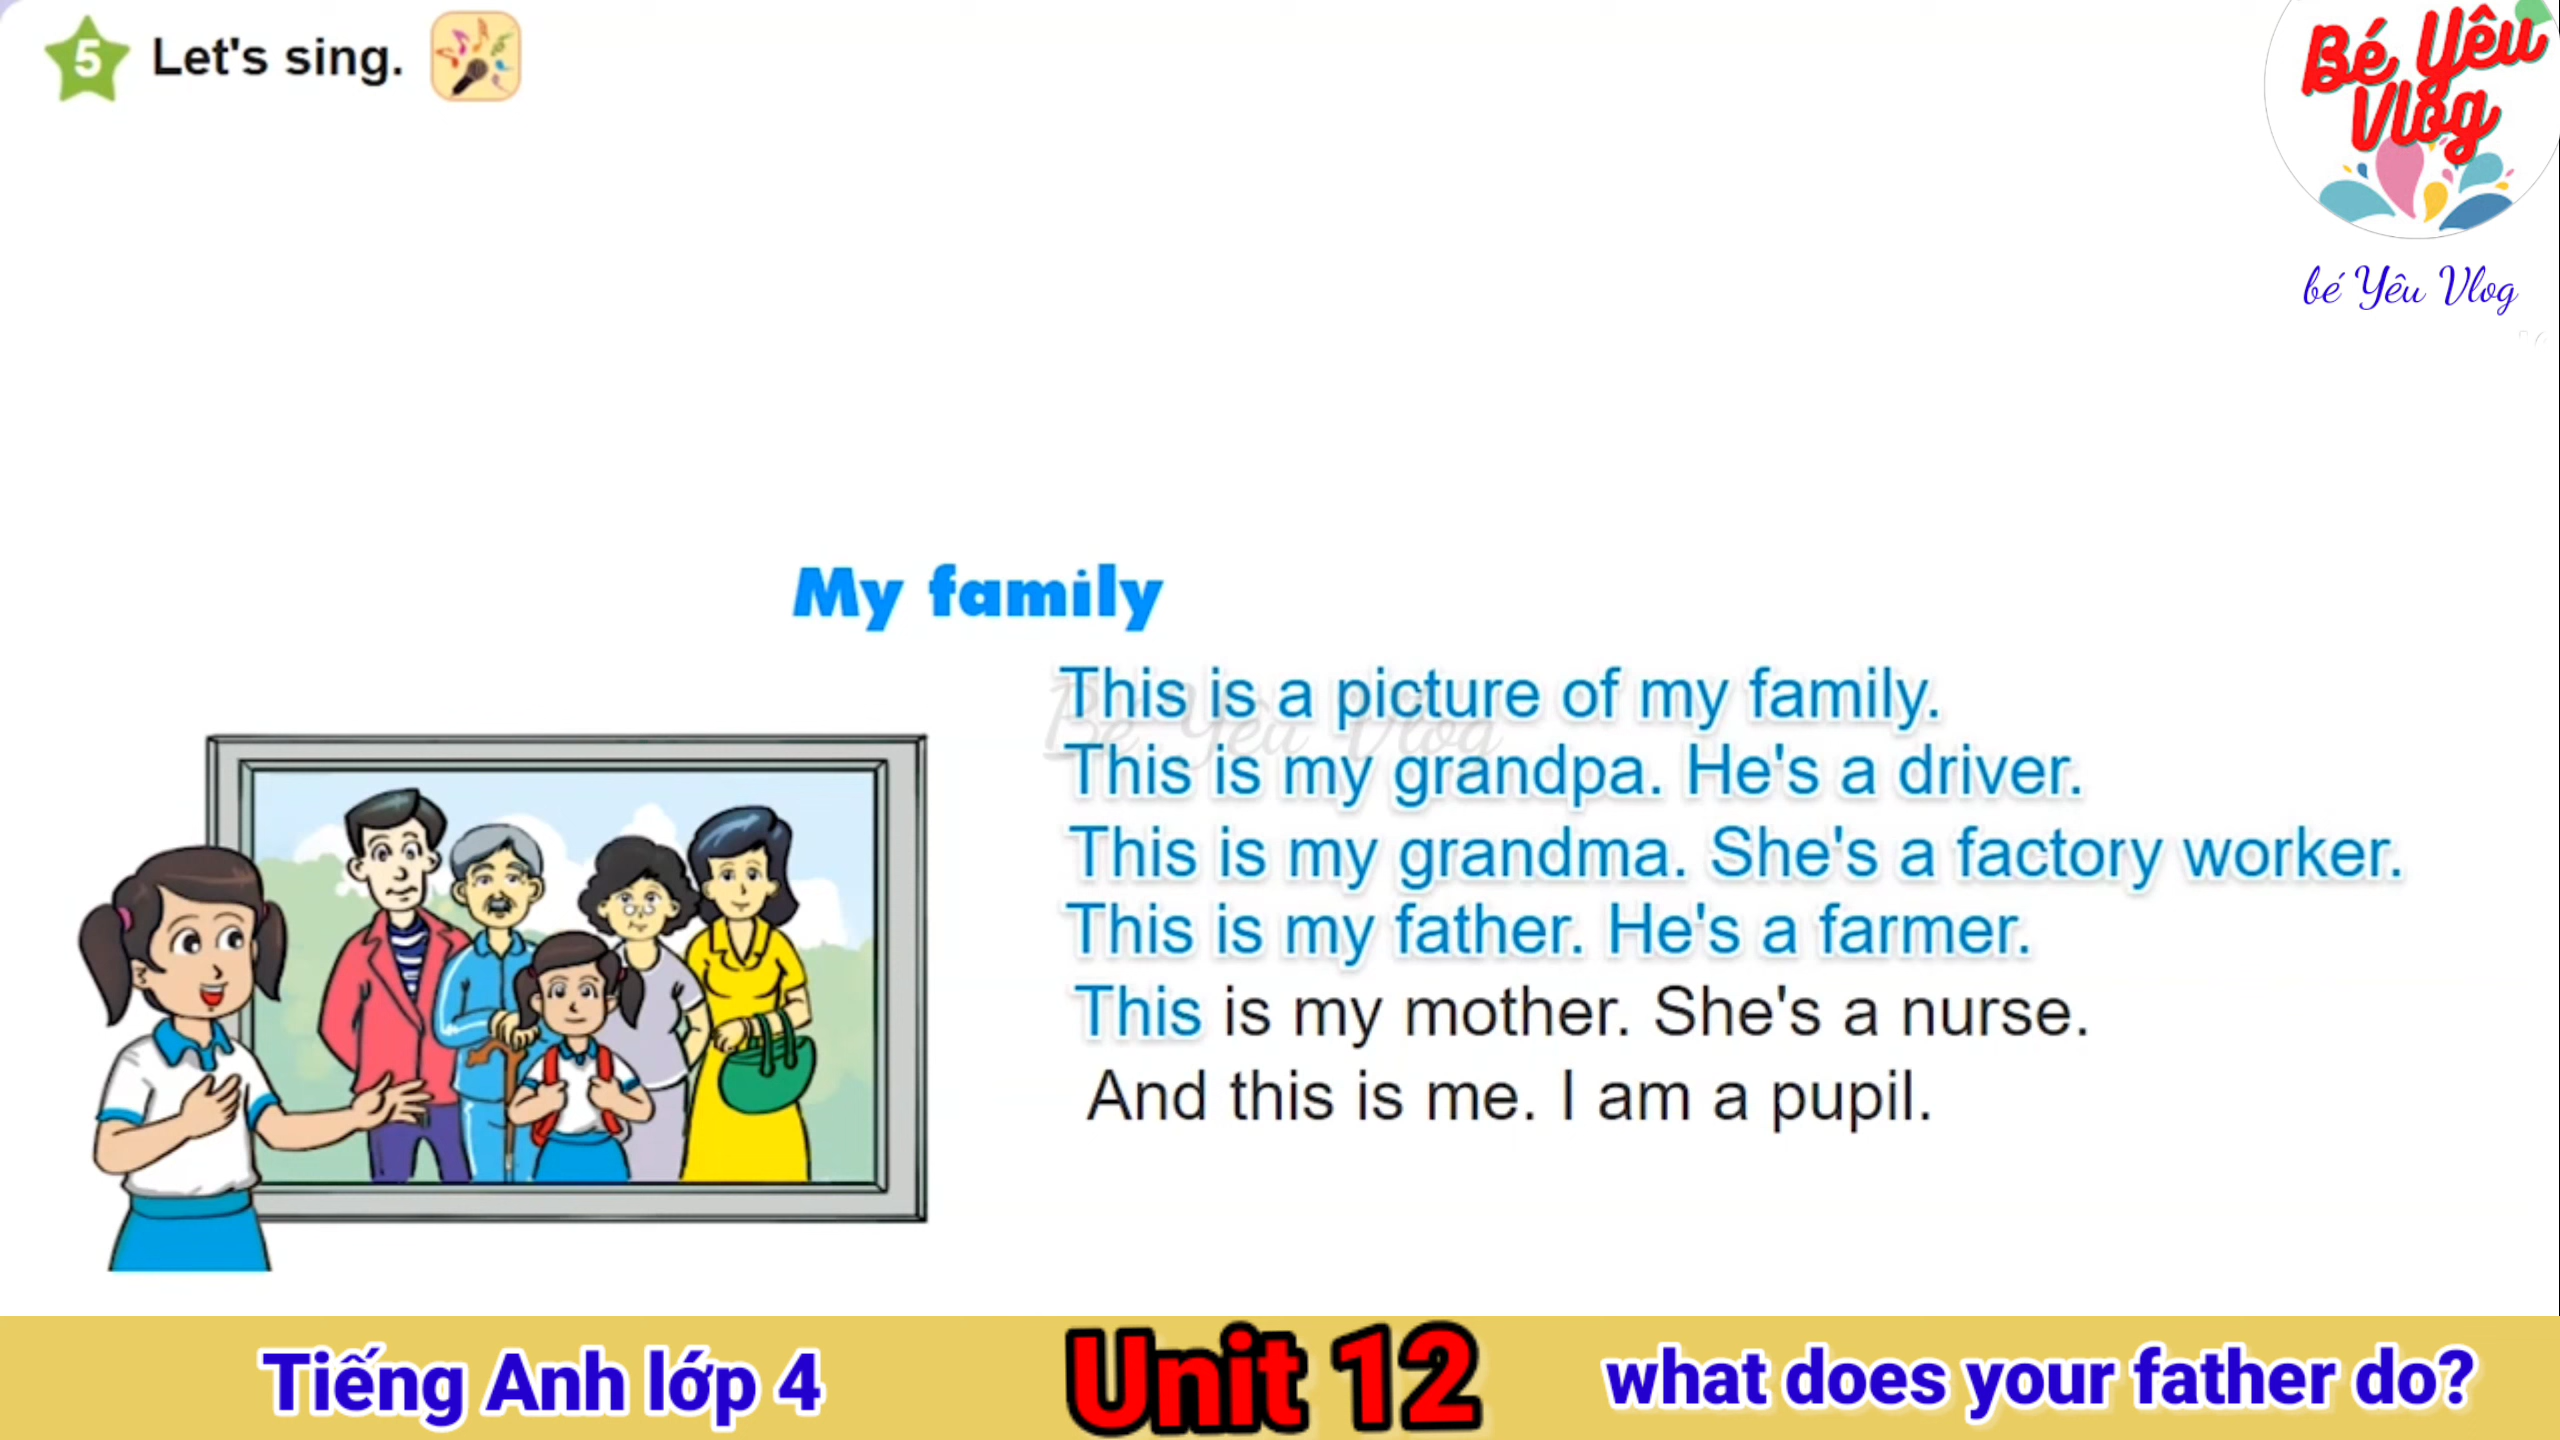 5 Let's sing.
Bé Yêu
Vlog
bé Yêu Vlog
My family
This is a picture of my family.
Bé Yêu Vlog
This is my grandpa. He's a driver.
This is my grandma. She's a factory worker.
This is my father. He's a farmer.
This is my mother. She's a nurse.
And this is me. I am a pupil.
Tiếng Anh lớp 4 Unit 12 what does your father do?